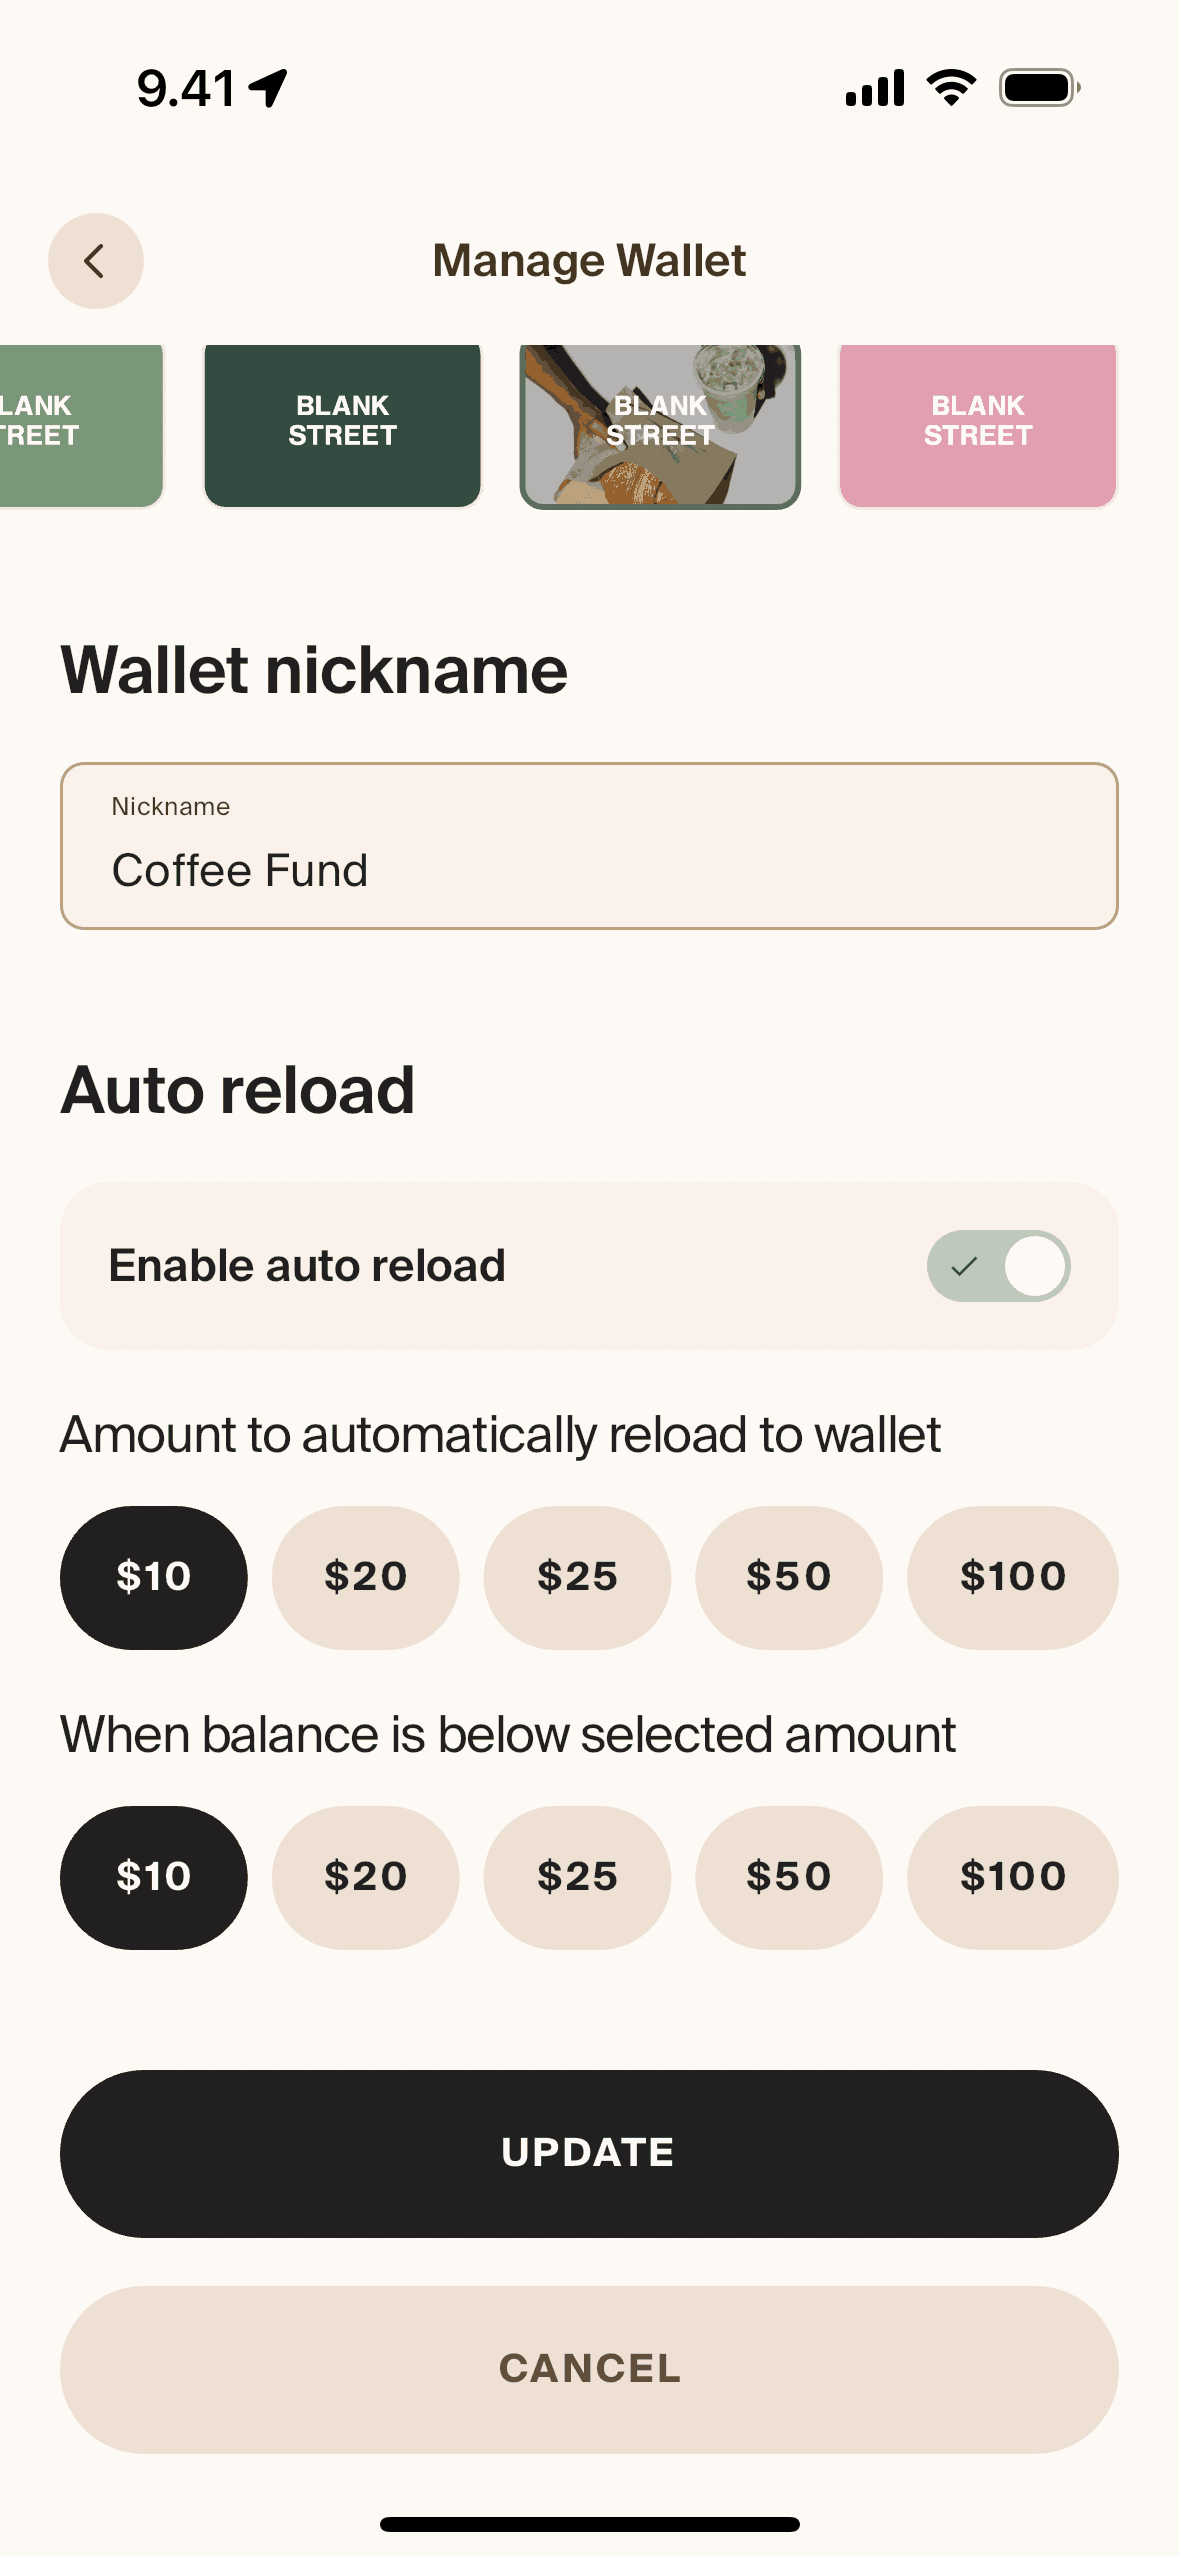 9.41
Manage Wallet
LANK
TREET
BLANK
STREET
BLANK
STREET
BLANK
STREET
Wallet nickname
Nickname
Coffee Fund
Auto reload
Enable auto reload
Amount to automatically reload to wallet
$10 $20 $25 $50 $100
When balance is below selected amount
$10 $20 $25 $50 $100
UPDATE
CANCEL